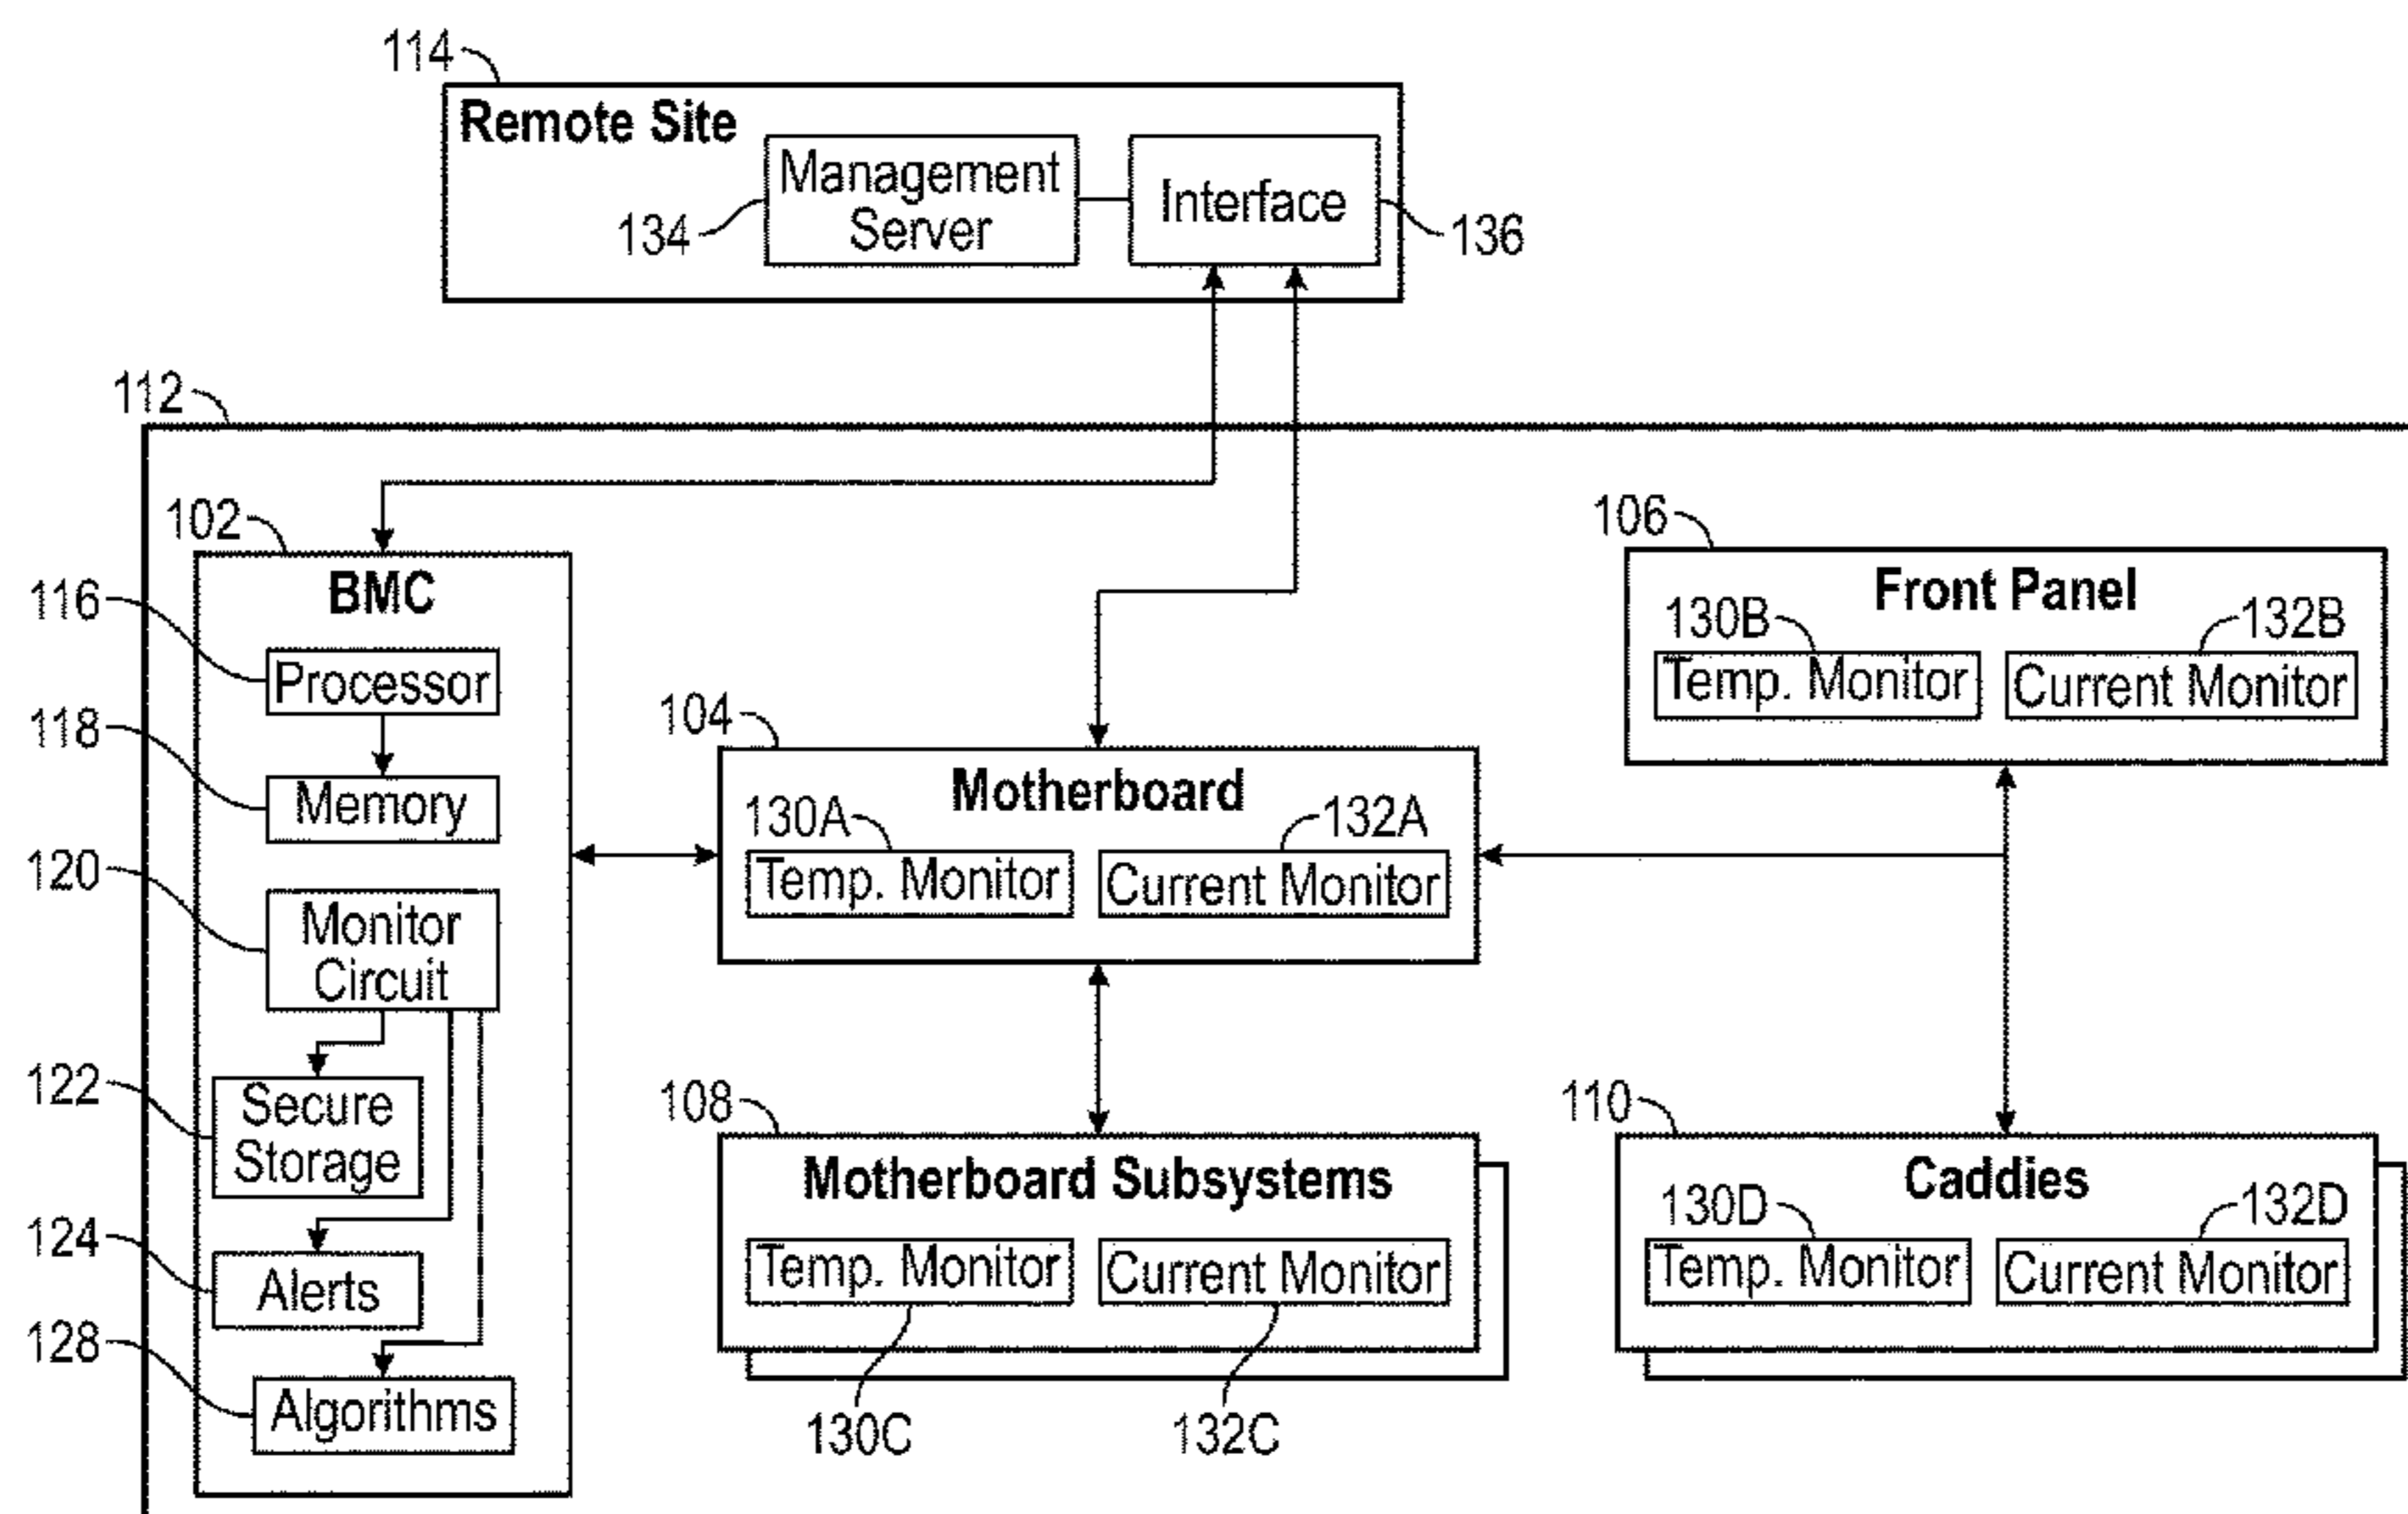 114
Remote Site
Management
Server
Interface
134
136
112
102
BMC
116
Processor
118
Memory
120
Monitor
Circuit
122
Secure
Storage
124
Alerts
128
Algorithms
104
Motherboard
130A
132A
Temp. Monitor
Current Monitor
106
Front Panel
130B
132B
Temp. Monitor
Current Monitor
108
Motherboard Subsystems
Temp. Monitor
Current Monitor
130C
132C
110
Caddies
130D
132D
Temp. Monitor
Current Monitor